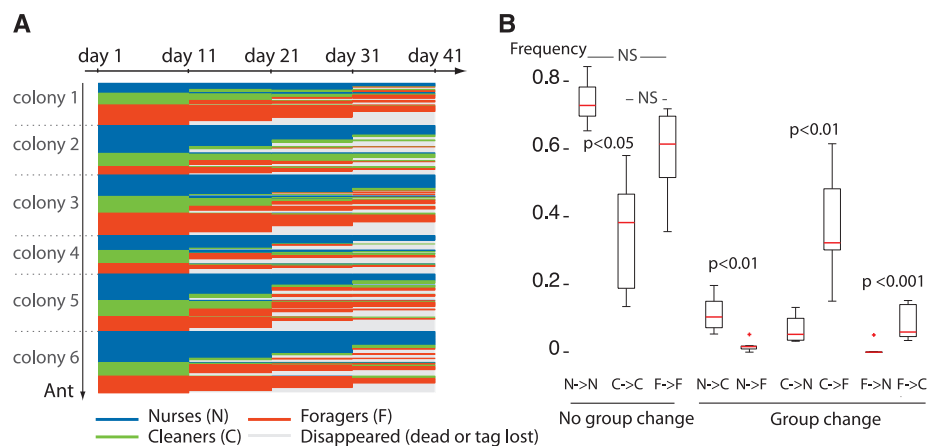 A
day 1 day 11 day 21 day 31 day 41
colony 1
colony 2
colony 3
colony 4
colony 5
colony 6
Ant
Nurses (N) Foragers (F)
Cleaners (C) Disappeared (dead or tag lost)
B
Frequency
NS
0.8
NS
p<0.05 p<0.01
0.6
0.4
p<0.01 p <0.001
0.2
0
N->N C->C F->F N->C N->F C->N C->F F->N F->C
No group change Group change